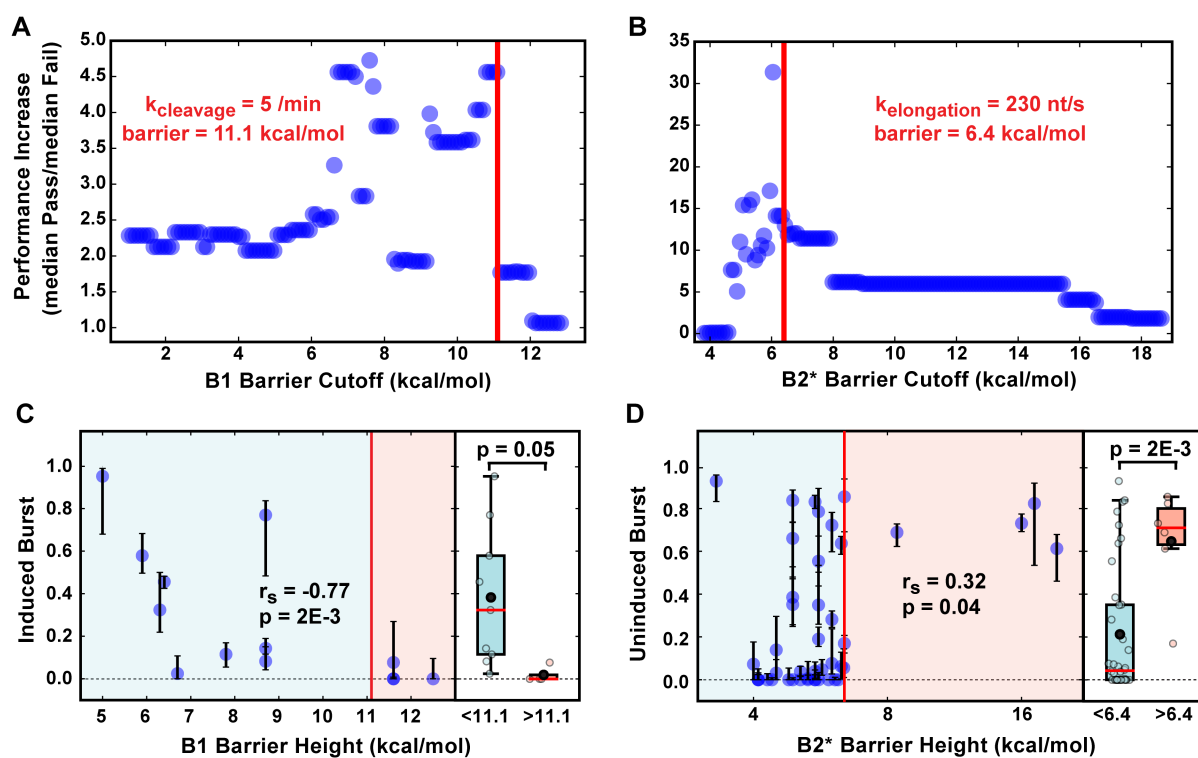 A
Performance Increase
(median Pass/median Fail)
5.0
4.5
4.0
3.5
3.0
2.5
2.0
1.5
1.0
k_cleavage = 5 /min
barrier = 11.1 kcal/mol
2 4 6 8 10 12
B1 Barrier Cutoff (kcal/mol)
B
35
30
25
20
15
10
5
0
k_elongation = 230 nt/s
barrier = 6.4 kcal/mol
4 6 8 10 12 14 16 18
B2* Barrier Cutoff (kcal/mol)
C
Induced Burst
1.0
0.8
0.6
0.4
0.2
0.0
r_s = -0.77
p = 2E-3
p = 0.05
5 6 7 8 9 10 11 12 <11.1 >11.1
B1 Barrier Height (kcal/mol)
D
Uninduced Burst
1.0
0.8
0.6
0.4
0.2
0.0
r_s = 0.32
p = 0.04
p = 2E-3
4 8 16 <6.4 >6.4
B2* Barrier Height (kcal/mol)